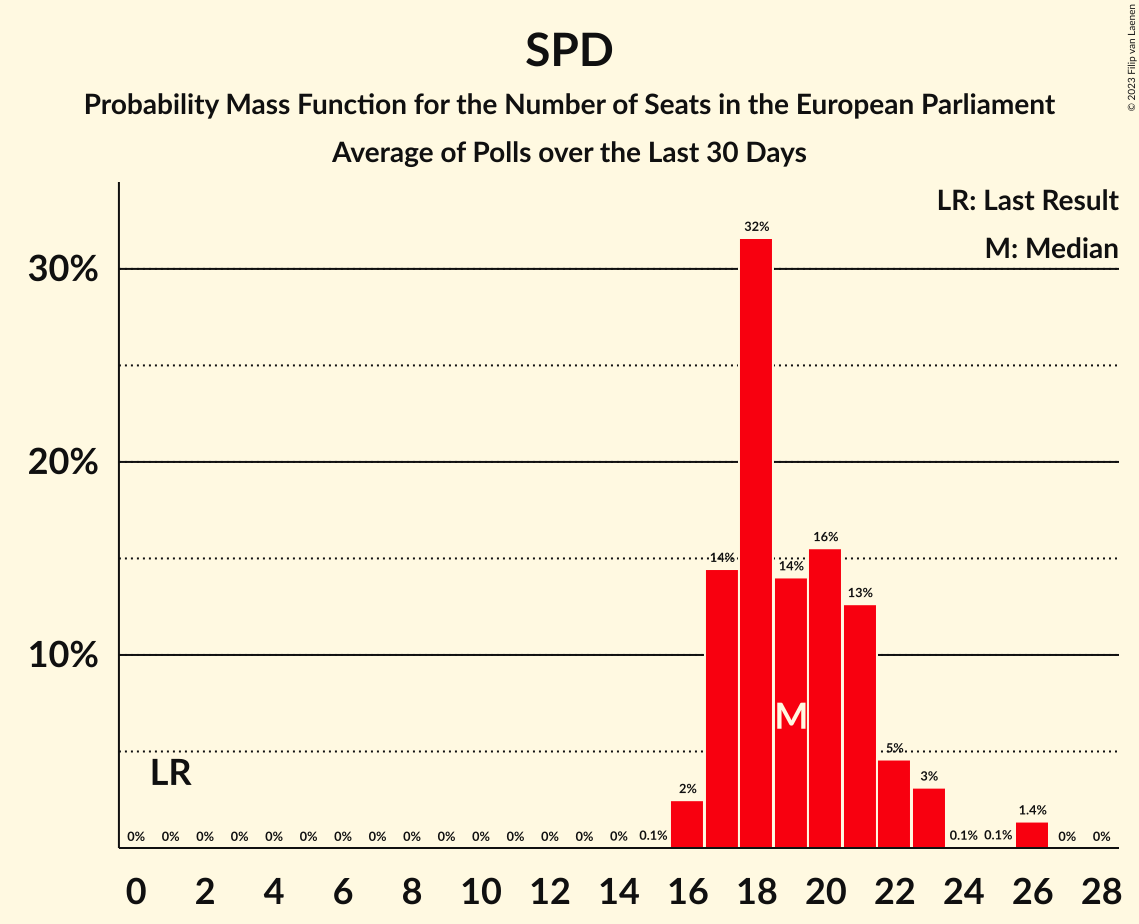 SPD
Probability Mass Function for the Number of Seats in the European Parliament
Average of Polls over the Last 30 Days
© 2023 Filip van Laenen
LR: Last Result
M: Median
30%
20%
10%
32%
14%
14%
16%
13%
M
LR
5%
3%
2%
1.4%
0% 0% 0% 0% 0% 0% 0% 0% 0% 0% 0% 0% 0% 0% 0% 0.1% 0.1% 0.1% 0% 0%
0 2 4 6 8 10 12 14 16 18 20 22 24 26 28